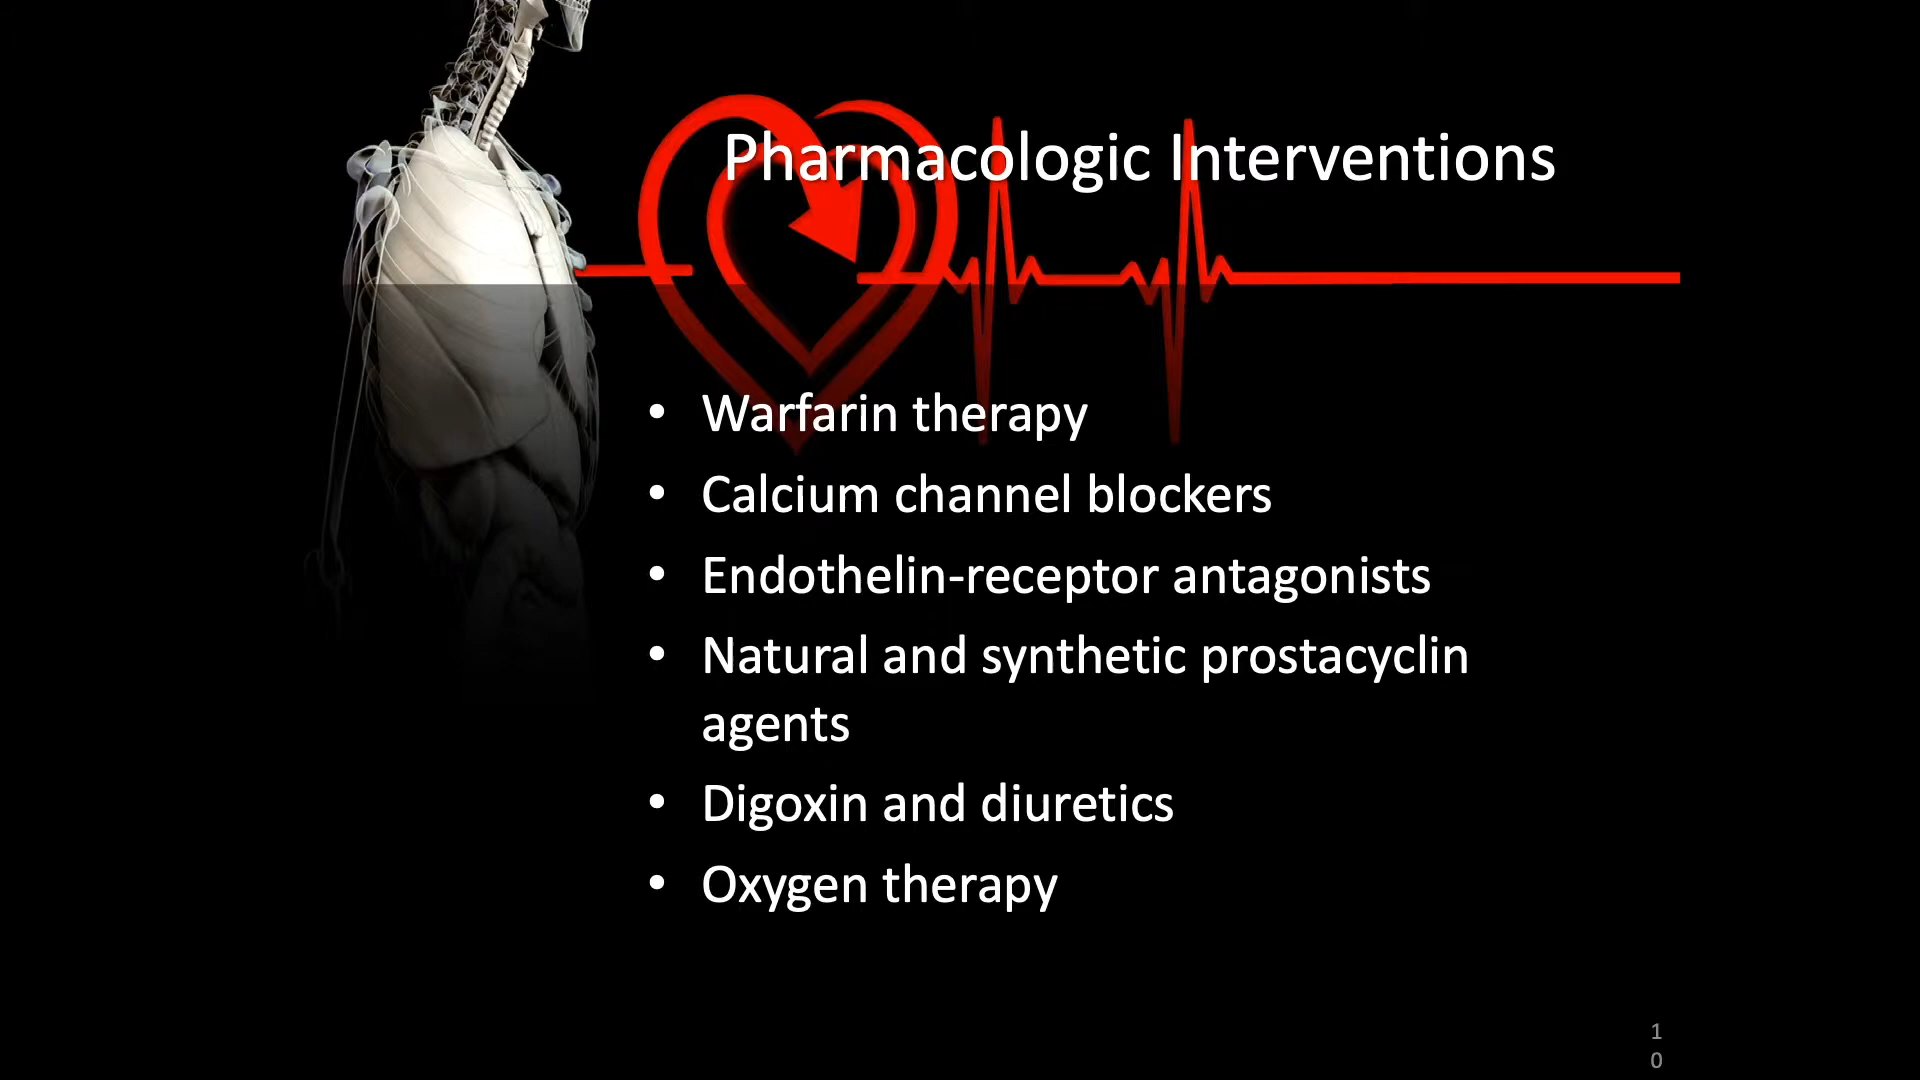 Pharmacologic Interventions
• Warfarin therapy
• Calcium channel blockers
• Endothelin-receptor antagonists
• Natural and synthetic prostacyclin
agents
• Digoxin and diuretics
• Oxygen therapy
1
0